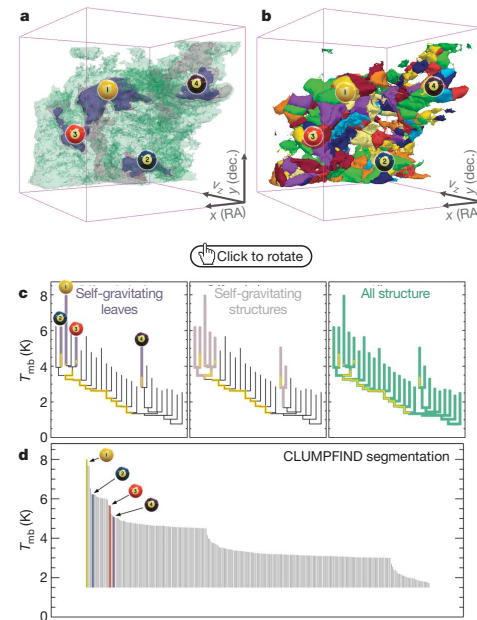 a
b
1
4
3
2
v_z
y (dec.)
x (RA)
1
4
3
2
v_z
y (dec.)
x (RA)
Click to rotate
c
8
6
4
2
0
T_mb (K)
1
2
3
4
Self-gravitating
leaves
Self-gravitating
structures
All structure
d
CLUMPFIND segmentation
8
6
4
2
0
T_mb (K)
1
2
3
4